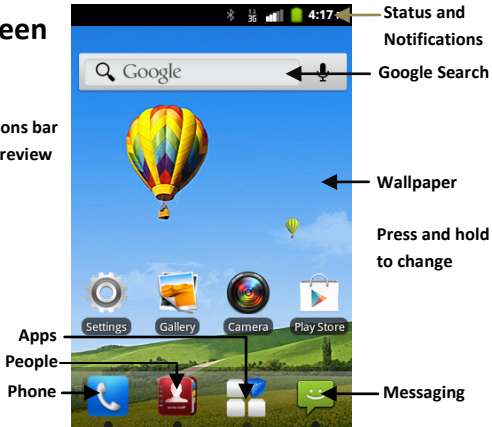 een
ons bar
review
3G
4:17
Google
Settings
Gallery
Camera
Play Store
Apps
People
Phone
Status and
Notifications
Google Search
Wallpaper
Press and hold
to change
Messaging